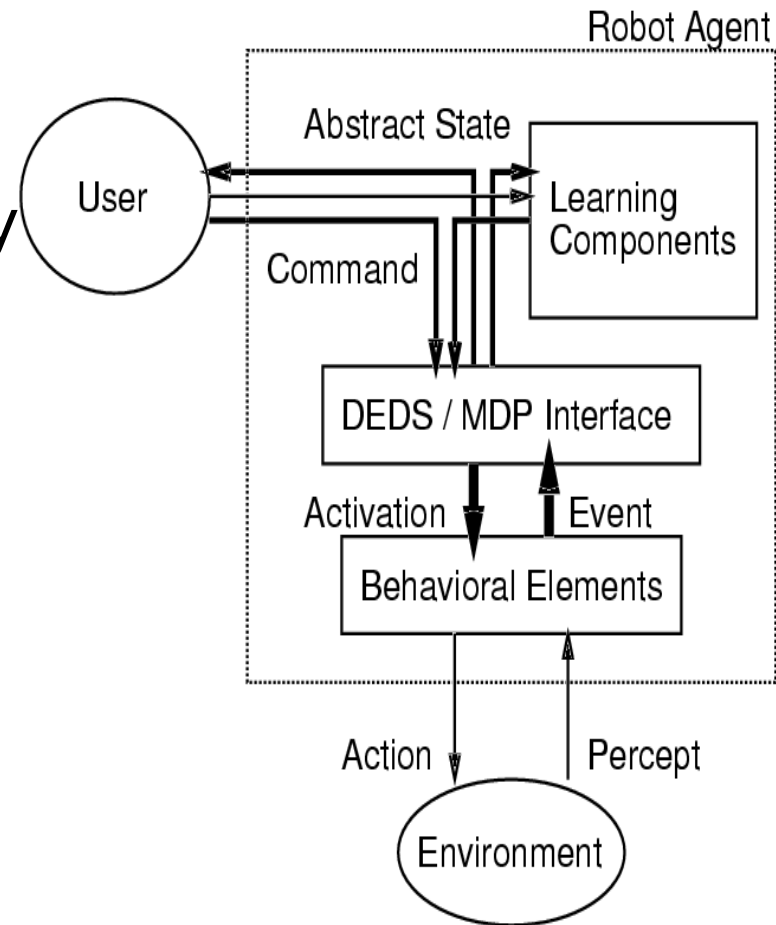 Robot Agent
Abstract State
User
Learning
Components
Command
DEDS / MDP Interface
Activation
Event
Behavioral Elements
Action
Percept
Environment